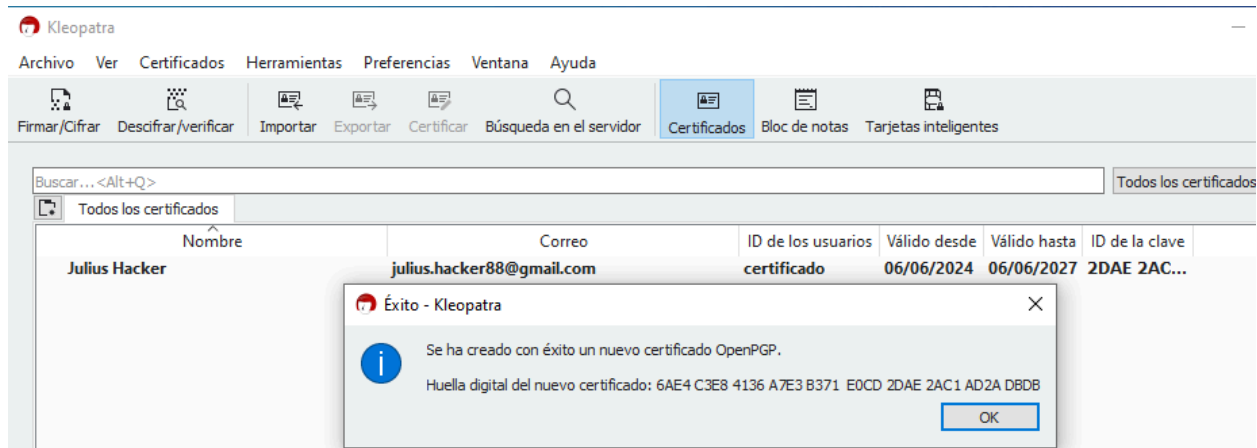 Kleopatra
Archivo Ver Certificados Herramientas Preferencias Ventana Ayuda
Firmar/Cifrar Descifrar/verificar Importar Exportar Certificar Búsqueda en el servidor Certificados Bloc de notas Tarjetas inteligentes
Buscar...<Alt+Q> Todos los certificados
Todos los certificados
Nombre Correo ID de los usuarios Válido desde Válido hasta ID de la clave
Julius Hacker julius.hacker88@gmail.com certificado 06/06/2024 06/06/2027 2DAE 2AC...
Éxito - Kleopatra
Se ha creado con éxito un nuevo certificado OpenPGP.
Huella digital del nuevo certificado: 6AE4 C3E8 4136 A7E3 B371 E0CD 2DAE 2AC1 AD2A DBDB
OK